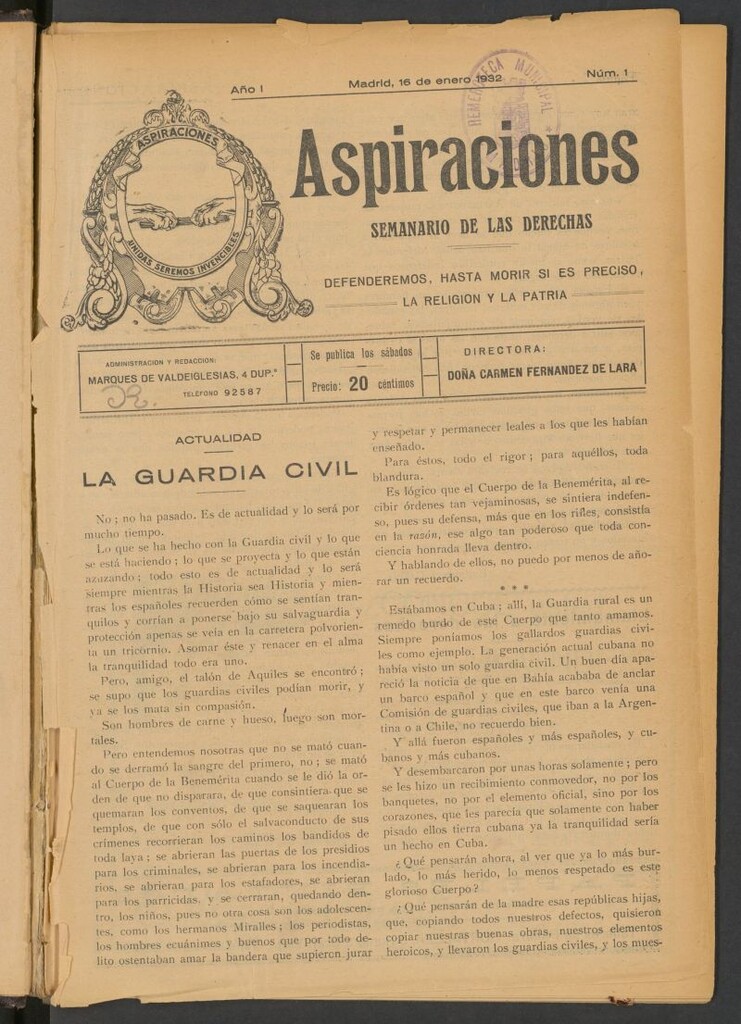 Año I
Madrid, 16 de enero 1932
Núm. 1
HEMEROTECA MUNICIPAL
ASPIRACIONES
UNIDAS SEREMOS INVENCIBLES
Aspiraciones
SEMANARIO DE LAS DERECHAS
DEFENDEREMOS, HASTA MORIR SI ES PRECISO,
LA RELIGION Y LA PATRIA
ADMINISTRACION Y REDACCION:
MARQUES DE VALDEIGLESIAS, 4 DUP.ª
TELÉFONO 92587
Se publica los sábados
Precio: 20 céntimos
DIRECTORA:
DOÑA CARMEN FERNANDEZ DE LARA
ACTUALIDAD
LA GUARDIA CIVIL
No; no ha pasado. Es de actualidad y lo será por
mucho tiempo.
Lo que se ha hecho con la Guardia civil y lo que
se está haciendo; lo que se proyecta y lo que están
azuzando; todo esto es de actualidad y lo será
siempre mientras la Historia sea Historia y mien-
tras los españoles recuerden cómo se sentían tran-
quilos y corrían a ponerse bajo su salvaguardia y
protección apenas se veía en la carretera polvorien-
ta un tricornio. Asomar éste y renacer en el alma
la tranquilidad todo era uno.
Pero, amigo, el talón de Aquiles se encontró;
se supo que los guardias civiles podían morir, y
ya se los mata sin compasión.
Son hombres de carne y hueso, luego son mor-
tales.
Pero entendemos nosotras que no se mató cuan-
do se derramó la sangre del primero, no; se mató
al Cuerpo de la Benemérita cuando se le dió la or-
den de que no disparara, de que consintiera que se
quemaran los conventos, de que se saquearan los
templos, de que con sólo el salvaconducto de sus
crímenes recorrieran los caminos los bandidos de
toda laya; se abrieran las puertas de los presidios
para los criminales, se abrieran para los incendia-
rios, se abrieran para los estafadores, se abrieran
para los parricidas, y se cerraran, quedando den-
tro, los niños, pues no otra cosa son los adolescen-
tes, como los hermanos Miralles; los periodistas,
los hombres ecuánimes y buenos que por todo de-
lito ostentaban amar la bandera que supieron jurar
y respetar y permanecer leales a los que les habían
enseñado.
Para éstos, todo el rigor; para aquéllos, toda
blandura.
Es lógico que el Cuerpo de la Benemérita, al re-
cibir órdenes tan vejaminosas, se sintiera indefen-
so, pues su defensa, más que en los rifles, consistía
en la razón, ese algo tan poderoso que toda con-
ciencia honrada lleva dentro.
Y hablando de ellos, no puedo por menos de año-
rar un recuerdo.
* * *
Estábamos en Cuba; allí, la Guardia rural es un
remedo burdo de este Cuerpo que tanto amamos.
Siempre poníamos los gallardos guardias civi-
les como ejemplo. La generación actual cubana no
había visto un solo guardia civil. Un buen día apa-
reció la noticia de que en Bahía acababa de anclar
un barco español y que en este barco venía una
Comisión de guardias civiles, que iban a la Argen-
tina o a Chile, no recuerdo bien.
Y allá fueron españoles y más españoles, y cu-
banos y más cubanos.
Y desembarcaron por unas horas solamente; pero
se les hizo un recibimiento conmovedor, no por los
banquetes, no por el elemento oficial, sino por los
corazones, que les parecía que solamente con haber
pisado ellos tierra cubana ya la tranquilidad sería
un hecho en Cuba.
¿Qué pensarán ahora, al ver que ya lo más bur-
lado, lo más herido, lo menos respetado es este
glorioso Cuerpo?
¿Qué pensarán de la madre esas repúblicas hijas,
que, copiando todos nuestros defectos, quisieron
copiar nuestras buenas obras, nuestros elementos
heroicos, y llevaron los guardias civiles, y los mues-